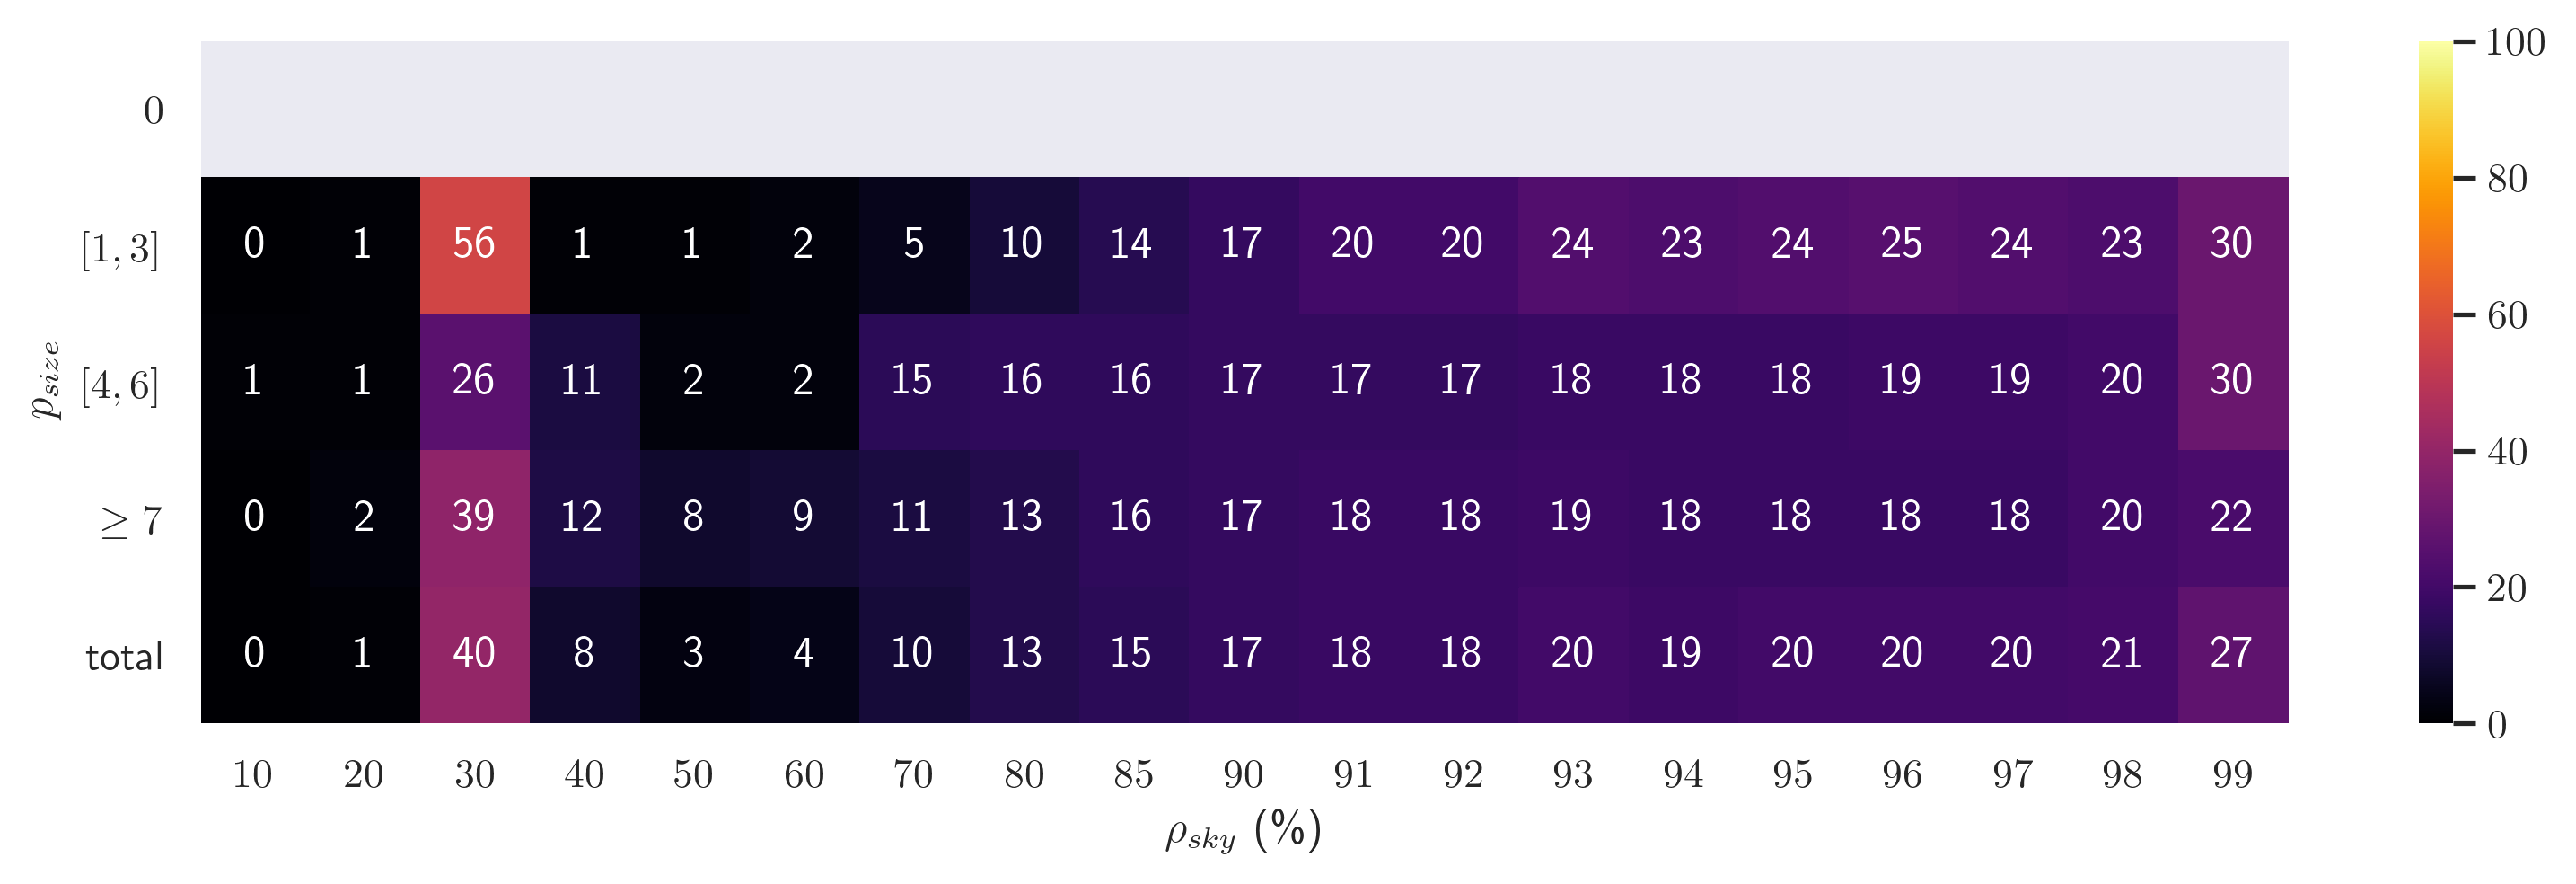 0
[1, 3] 0 1 56 1 1 2 5 10 14 17 20 20 24 23 24 25 24 23 30
[4, 6] 1 1 26 11 2 2 15 16 16 17 17 17 18 18 18 19 19 20 30
≥ 7 0 2 39 12 8 9 11 13 16 17 18 18 19 18 18 18 18 20 22
total 0 1 40 8 3 4 10 13 15 17 18 18 20 19 20 20 20 21 27
p_size
10 20 30 40 50 60 70 80 85 90 91 92 93 94 95 96 97 98 99
ρ_sky (%)
100
80
60
40
20
0